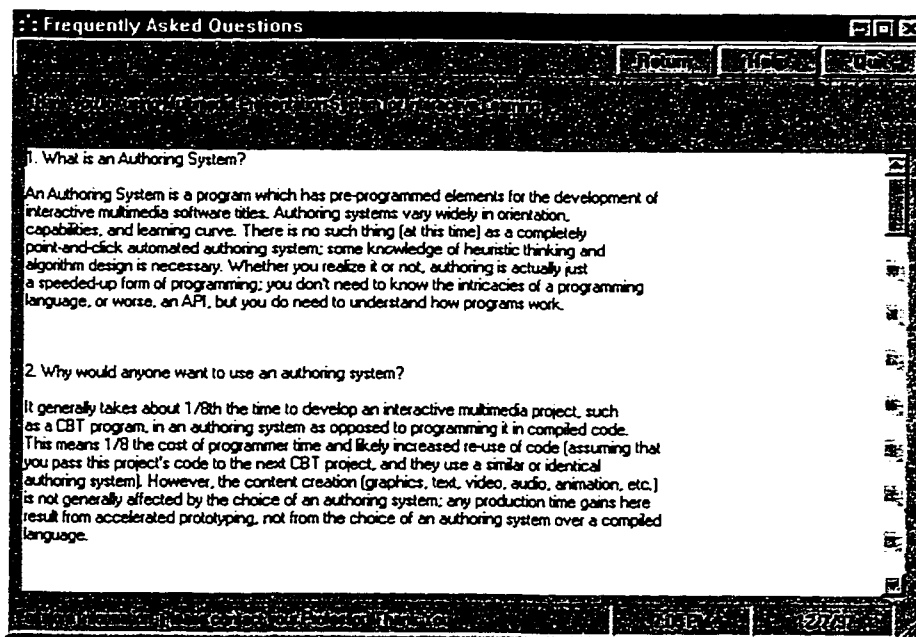 Frequently Asked Questions
Return Help Quit
1. What is an Authoring System?
An Authoring System is a program which has pre-programmed elements for the development of
interactive multimedia software titles. Authoring systems vary widely in orientation,
capabilities, and learning curve. There is no such thing (at this time) as a completely
point-and-click automated authoring system; some knowledge of heuristic thinking and
algorithm design is necessary. Whether you realize it or not, authoring is actually just
a speeded-up form of programming; you don't need to know the intricacies of a programming
language, or worse, an API, but you do need to understand how programs work.
2. Why would anyone want to use an authoring system?
It generally takes about 1/8th the time to develop an interactive multimedia project, such
as a CBT program, in an authoring system as opposed to programming it in compiled code.
This means 1/8 the cost of programmer time and likely increased re-use of code (assuming that
you pass this project's code to the next CBT project, and they use a similar or identical
authoring system). However, the content creation (graphics, text, video, audio, animation, etc.)
is not generally affected by the choice of an authoring system; any production time gains here
result from accelerated prototyping, not from the choice of an authoring system over a compiled
language.